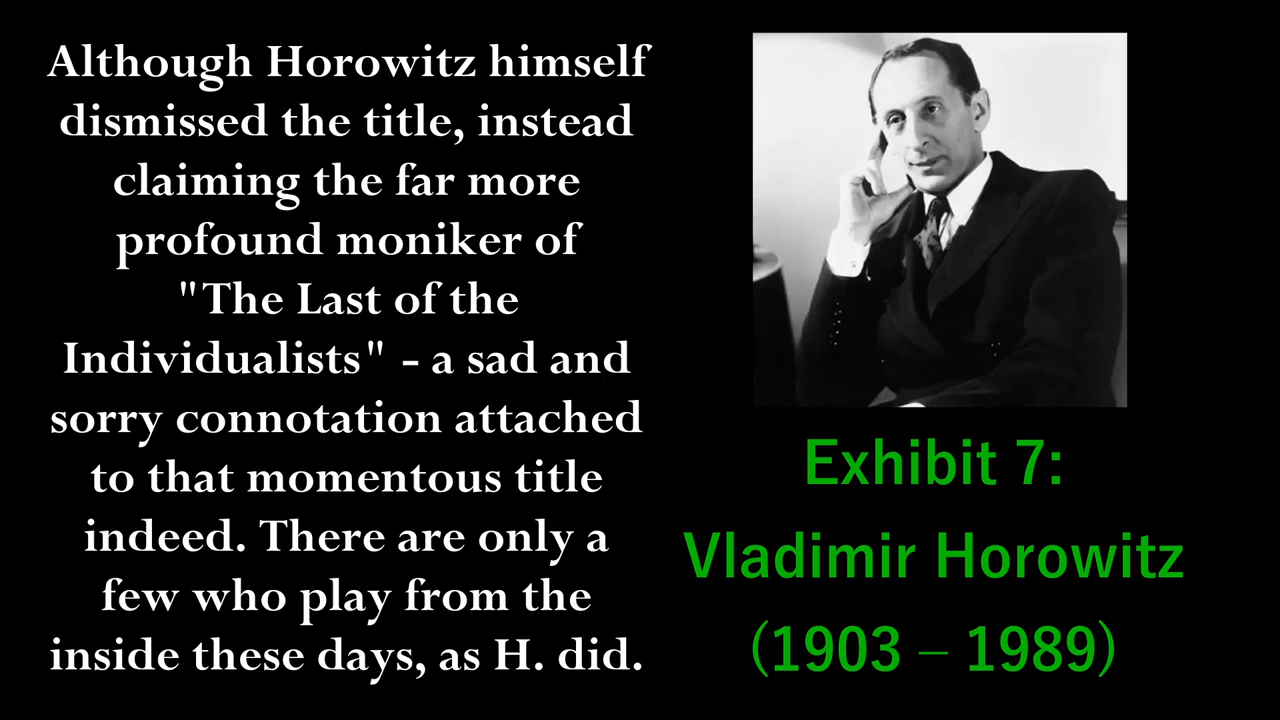 Although Horowitz himself
dismissed the title, instead
claiming the far more
profound moniker of
"The Last of the
Individualists" - a sad and
sorry connotation attached
to that momentous title
indeed. There are only a
few who play from the
inside these days, as H. did.
Exhibit 7:
Vladimir Horowitz
(1903 – 1989)